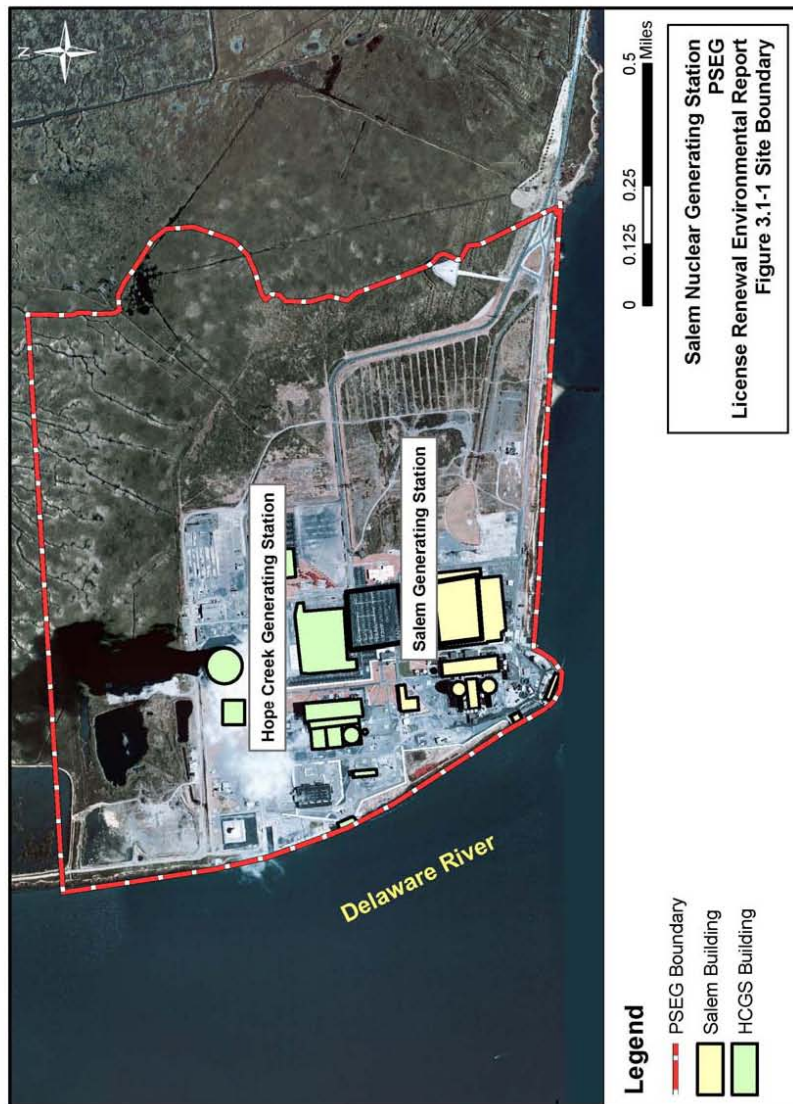 N
Hope Creek Generating Station
Salem Generating Station
Delaware River
Legend
PSEG Boundary
Salem Building
HCGS Building
0 0.125 0.25 0.5
Miles
Salem Nuclear Generating Station
PSEG
License Renewal Environmental Report
Figure 3.1-1 Site Boundary